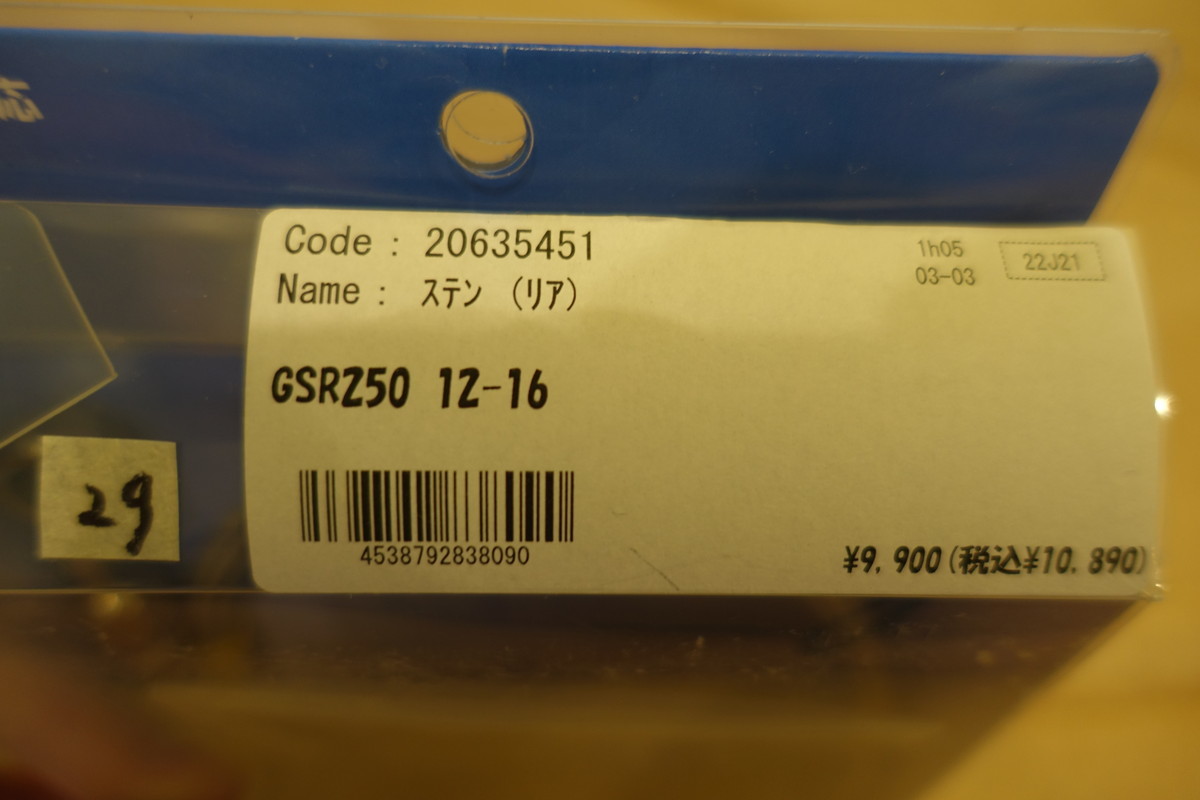 Code : 20635451
Name : ステン (リア)
1h05
03-03
22J21
GSR250 12-16
4538792838090
¥9,900(税込¥10,890)
29